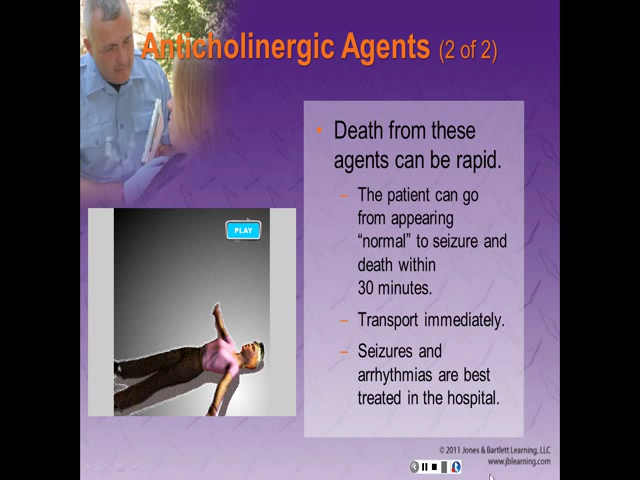 Anticholinergic Agents (2 of 2)
• Death from these
agents can be rapid.
– The patient can go
from appearing
“normal” to seizure and
death within
30 minutes.
– Transport immediately.
– Seizures and
arrhythmias are best
treated in the hospital.
PLAY
© 2011 Jones & Bartlett Learning, LLC
www.jblearning.com